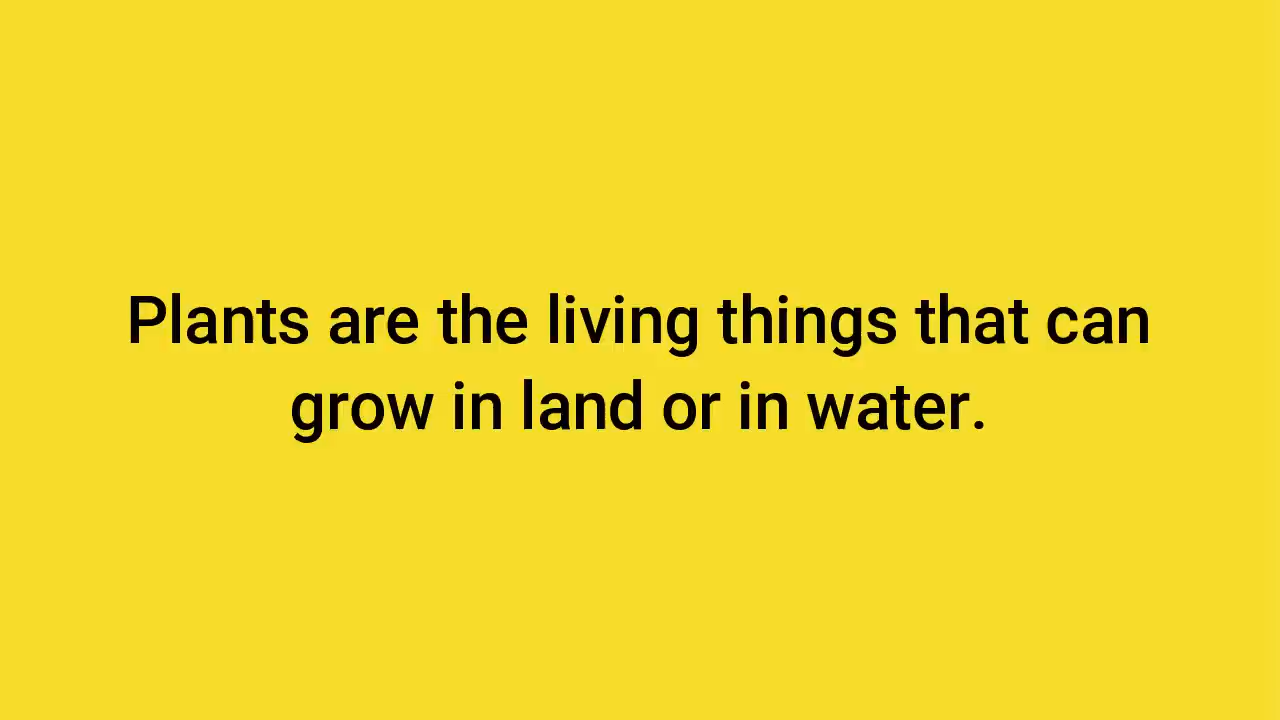 Plants are the living things that can
grow in land or in water.